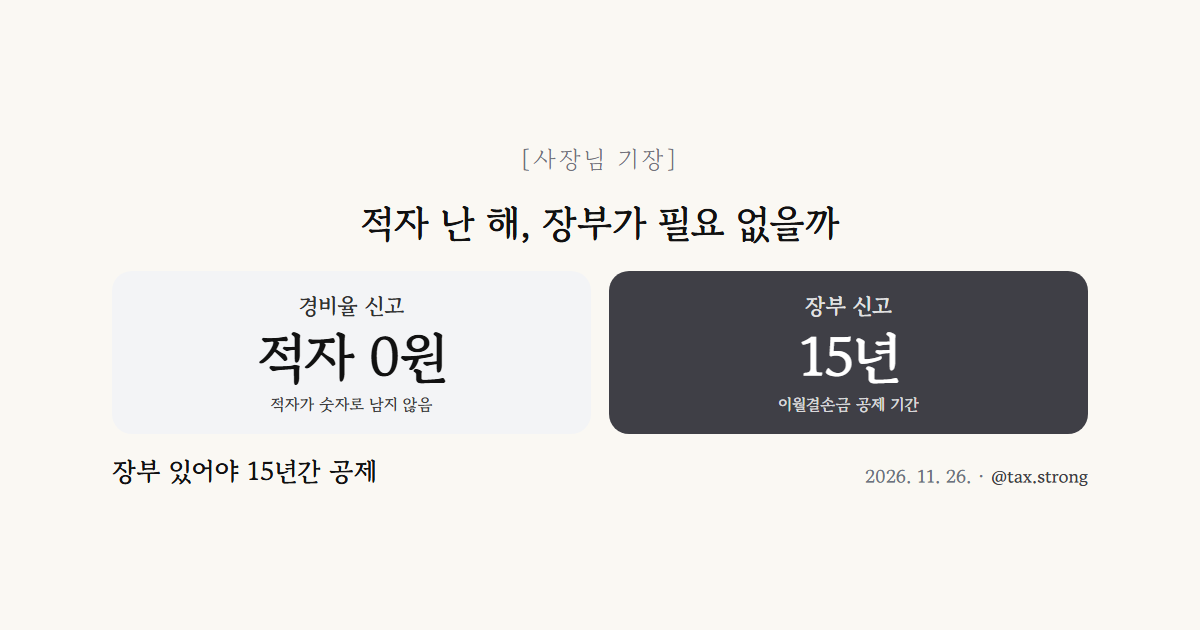 [사장님 기장]
적자 난 해, 장부가 필요 없을까
경비율 신고
적자 0원
적자가 숫자로 남지 않음
장부 신고
15년
이월결손금 공제 기간
장부 있어야 15년간 공제
2026. 11. 26. · @tax.strong